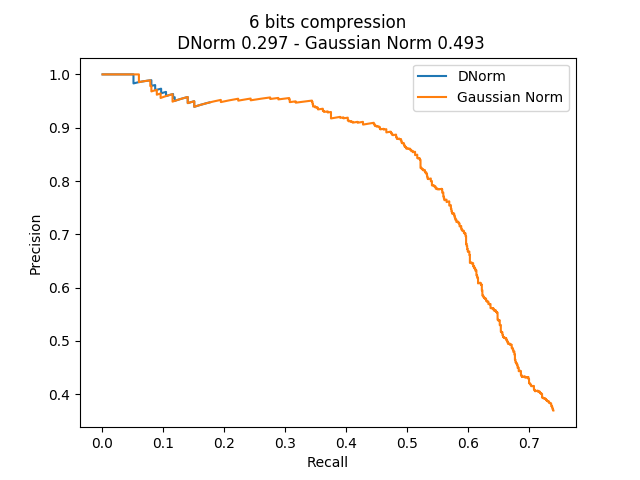 6 bits compression
DNorm 0.297 - Gaussian Norm 0.493
DNorm
Gaussian Norm
1.0
0.9
0.8
0.7
0.6
0.5
0.4
Precision
0.0 0.1 0.2 0.3 0.4 0.5 0.6 0.7
Recall